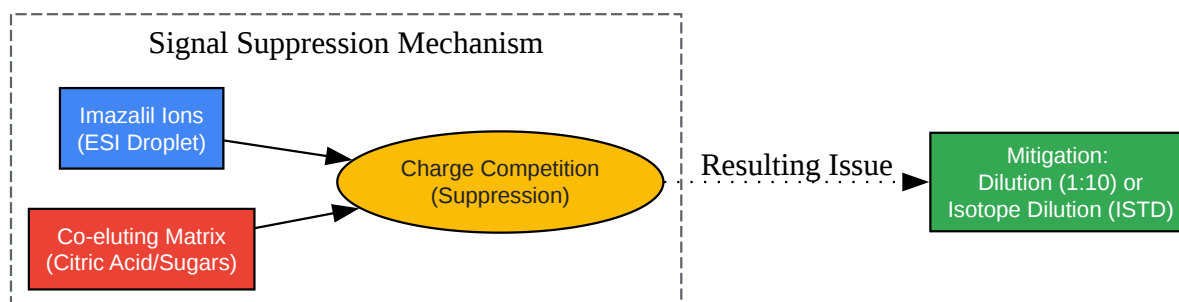 Signal Suppression Mechanism
Imazalil Ions
(ESI Droplet)
Charge Competition
(Suppression)
Co-eluting Matrix
(Citric Acid/Sugars)
Resulting Issue
Mitigation:
Dilution (1:10) or
Isotope Dilution (ISTD)